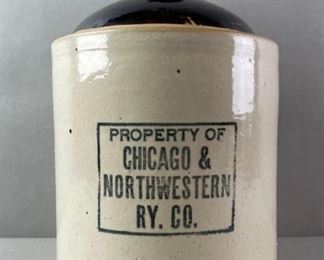 PROPERTY OF
CHICAGO &
NORTHWESTERN
RY. CO.